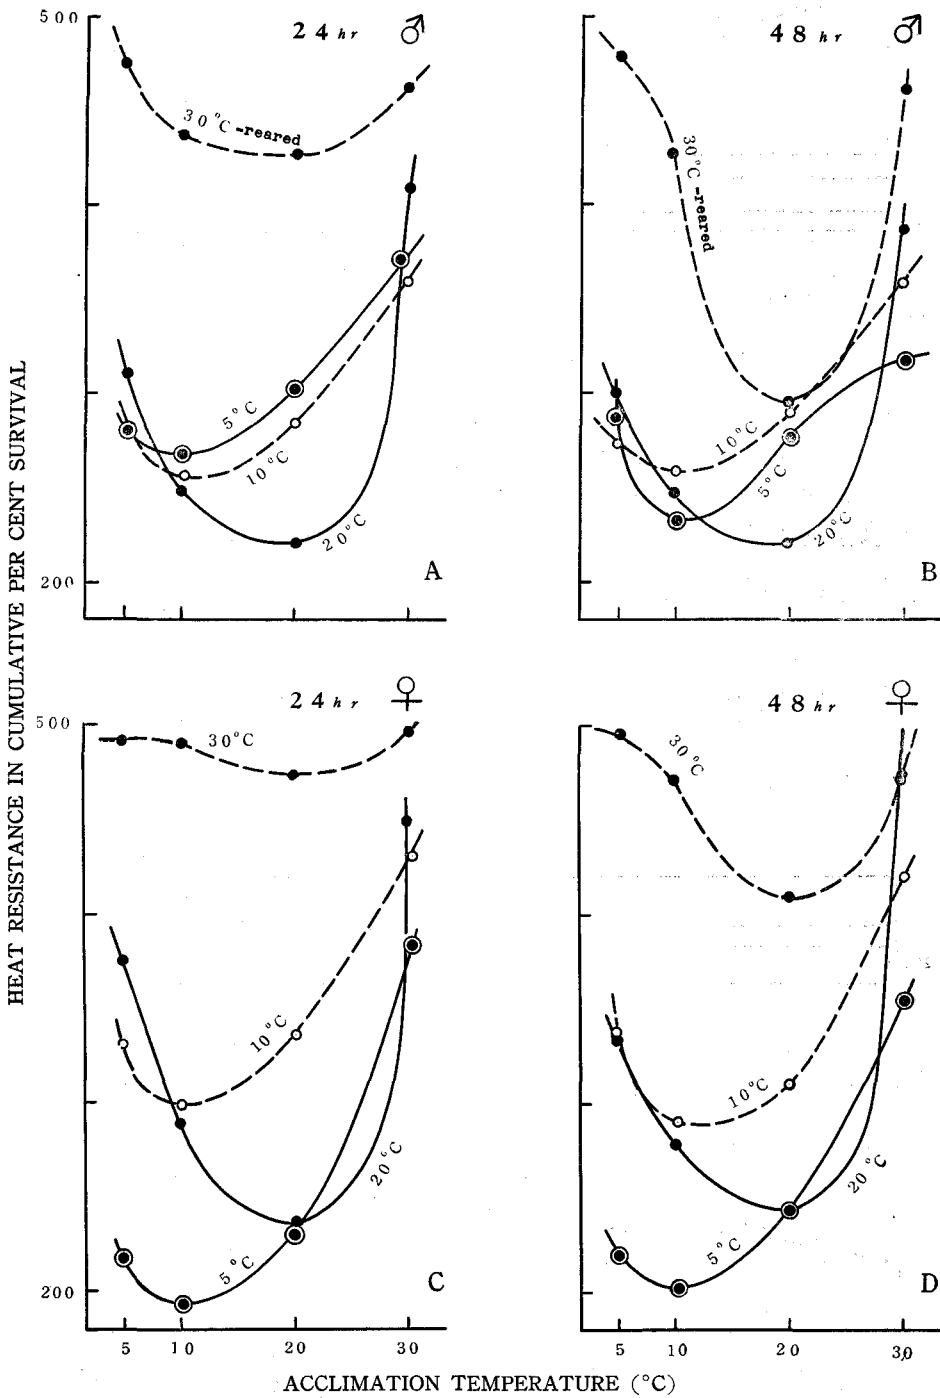 HEAT RESISTANCE IN CUMULATIVE PER CENT SURVIVAL
500
24 hr ♂
30°C-reared
5°C
10°C
20°C
A
200
48 hr ♂
30°C-reared
10°C
5°C
20°C
B
500
24 hr ♀
30°C
10°C
20°C
5°C
C
200
5 10 20 30
48 hr ♀
30°C
10°C
20°C
5°C
D
5 10 20 30
ACCLIMATION TEMPERATURE (°C)